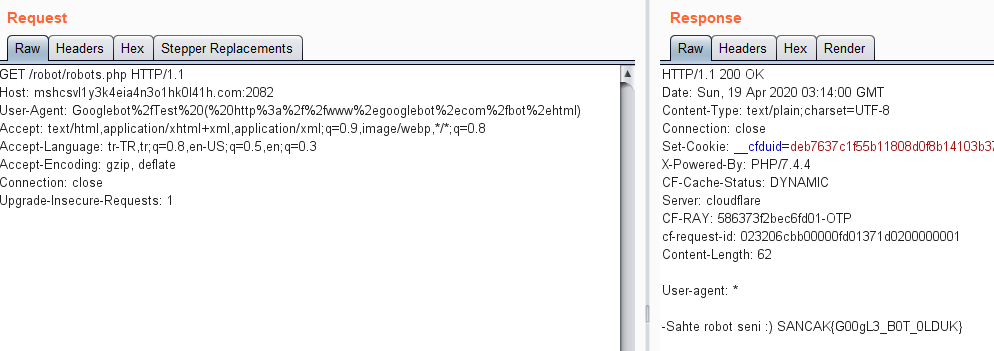 Request
Raw Headers Hex Stepper Replacements
GET /robot/robots.php HTTP/1.1
Host: mshcsvl1y3k4eia4n3o1hk0l41h.com:2082
User-Agent: Googlebot%2fTest%20(%20http%3a%2f%2fwww%2egooglebot%2ecom%2fbot%2ehtml)
Accept: text/html,application/xhtml+xml,application/xml;q=0.9,image/webp,*/*;q=0.8
Accept-Language: tr-TR,tr;q=0.8,en-US;q=0.5,en;q=0.3
Accept-Encoding: gzip, deflate
Connection: close
Upgrade-Insecure-Requests: 1
Response
Raw Headers Hex Render
HTTP/1.1 200 OK
Date: Sun, 19 Apr 2020 03:14:00 GMT
Content-Type: text/plain;charset=UTF-8
Connection: close
Set-Cookie: __cfduid=deb7637c1f55b11808d0f8b14103b37
X-Powered-By: PHP/7.4.4
CF-Cache-Status: DYNAMIC
Server: cloudflare
CF-RAY: 586373f2bec6fd01-OTP
cf-request-id: 023206cbb00000fd01371d0200000001
Content-Length: 62
User-agent: *
-Sahte robot seni :) SANCAK{G00gL3_B0T_0LDUK}